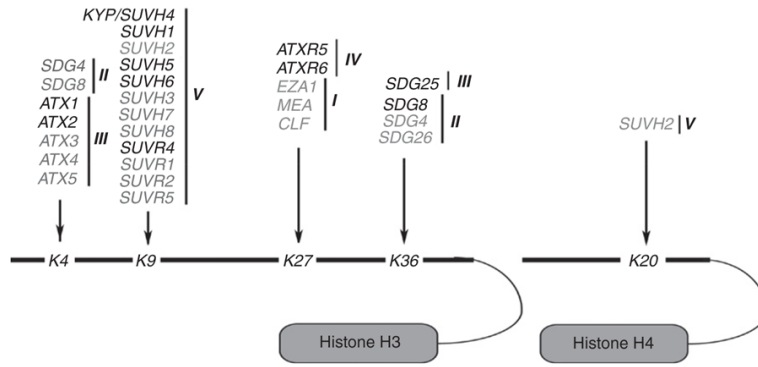 SDG4
SDG8
II
ATX1
ATX2
ATX3
ATX4
ATX5
III
KYP/SUVH4
SUVH1
SUVH2
SUVH5
SUVH6
SUVH3
SUVH7
SUVH8
SUVR4
SUVR1
SUVR2
SUVR5
V
ATXR5
ATXR6
IV
EZA1
MEA
CLF
I
SDG25
III
SDG8
SDG4
SDG26
II
SUVH2
V
K4
K9
K27
K36
K20
Histone H3
Histone H4